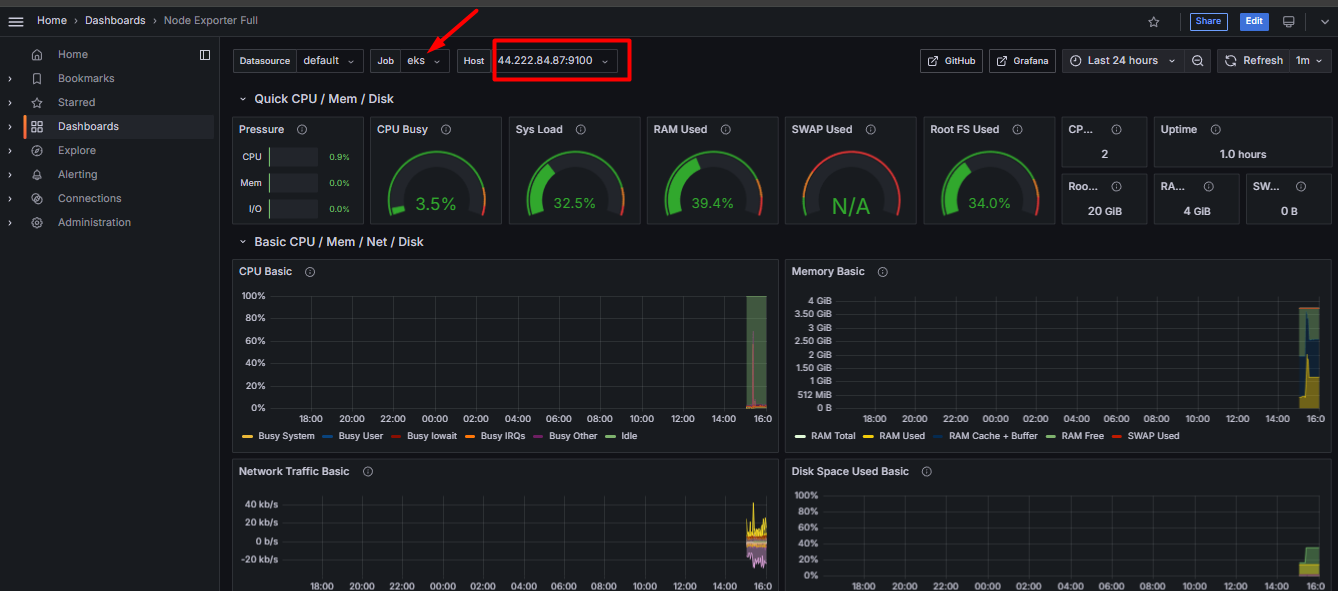 Home › Dashboards › Node Exporter Full
Share
Edit
Home
Bookmarks
Starred
Dashboards
Explore
Alerting
Connections
Administration
Datasource default Job eks Host 44.222.84.87:9100 GitHub Grafana Last 24 hours Refresh 1m
Quick CPU / Mem / Disk
Pressure
CPU 0.9%
Mem 0.0%
I/O 0.0%
CPU Busy
3.5%
Sys Load
32.5%
RAM Used
39.4%
SWAP Used
N/A
Root FS Used
34.0%
CP...
2
Uptime
1.0 hours
Roo...
20 GiB
RA...
4 GiB
SW...
0 B
Basic CPU / Mem / Net / Disk
CPU Basic
100%
80%
60%
40%
20%
0%
18:00 20:00 22:00 00:00 02:00 04:00 06:00 08:00 10:00 12:00 14:00 16:0
Busy System Busy User Busy Iowait Busy IRQs Busy Other Idle
Memory Basic
4 GiB
3.50 GiB
3 GiB
2.50 GiB
2 GiB
1.50 GiB
1 GiB
512 MiB
0 B
18:00 20:00 22:00 00:00 02:00 04:00 06:00 08:00 10:00 12:00 14:00 16:0
RAM Total RAM Used RAM Cache + Buffer RAM Free SWAP Used
Network Traffic Basic
40 kb/s
20 kb/s
0 b/s
-20 kb/s
18:00 20:00 22:00 00:00 02:00 04:00 06:00 08:00 10:00 12:00 14:00 16:0
Disk Space Used Basic
100%
80%
60%
40%
20%
0%
18:00 20:00 22:00 00:00 02:00 04:00 06:00 08:00 10:00 12:00 14:00 16:0